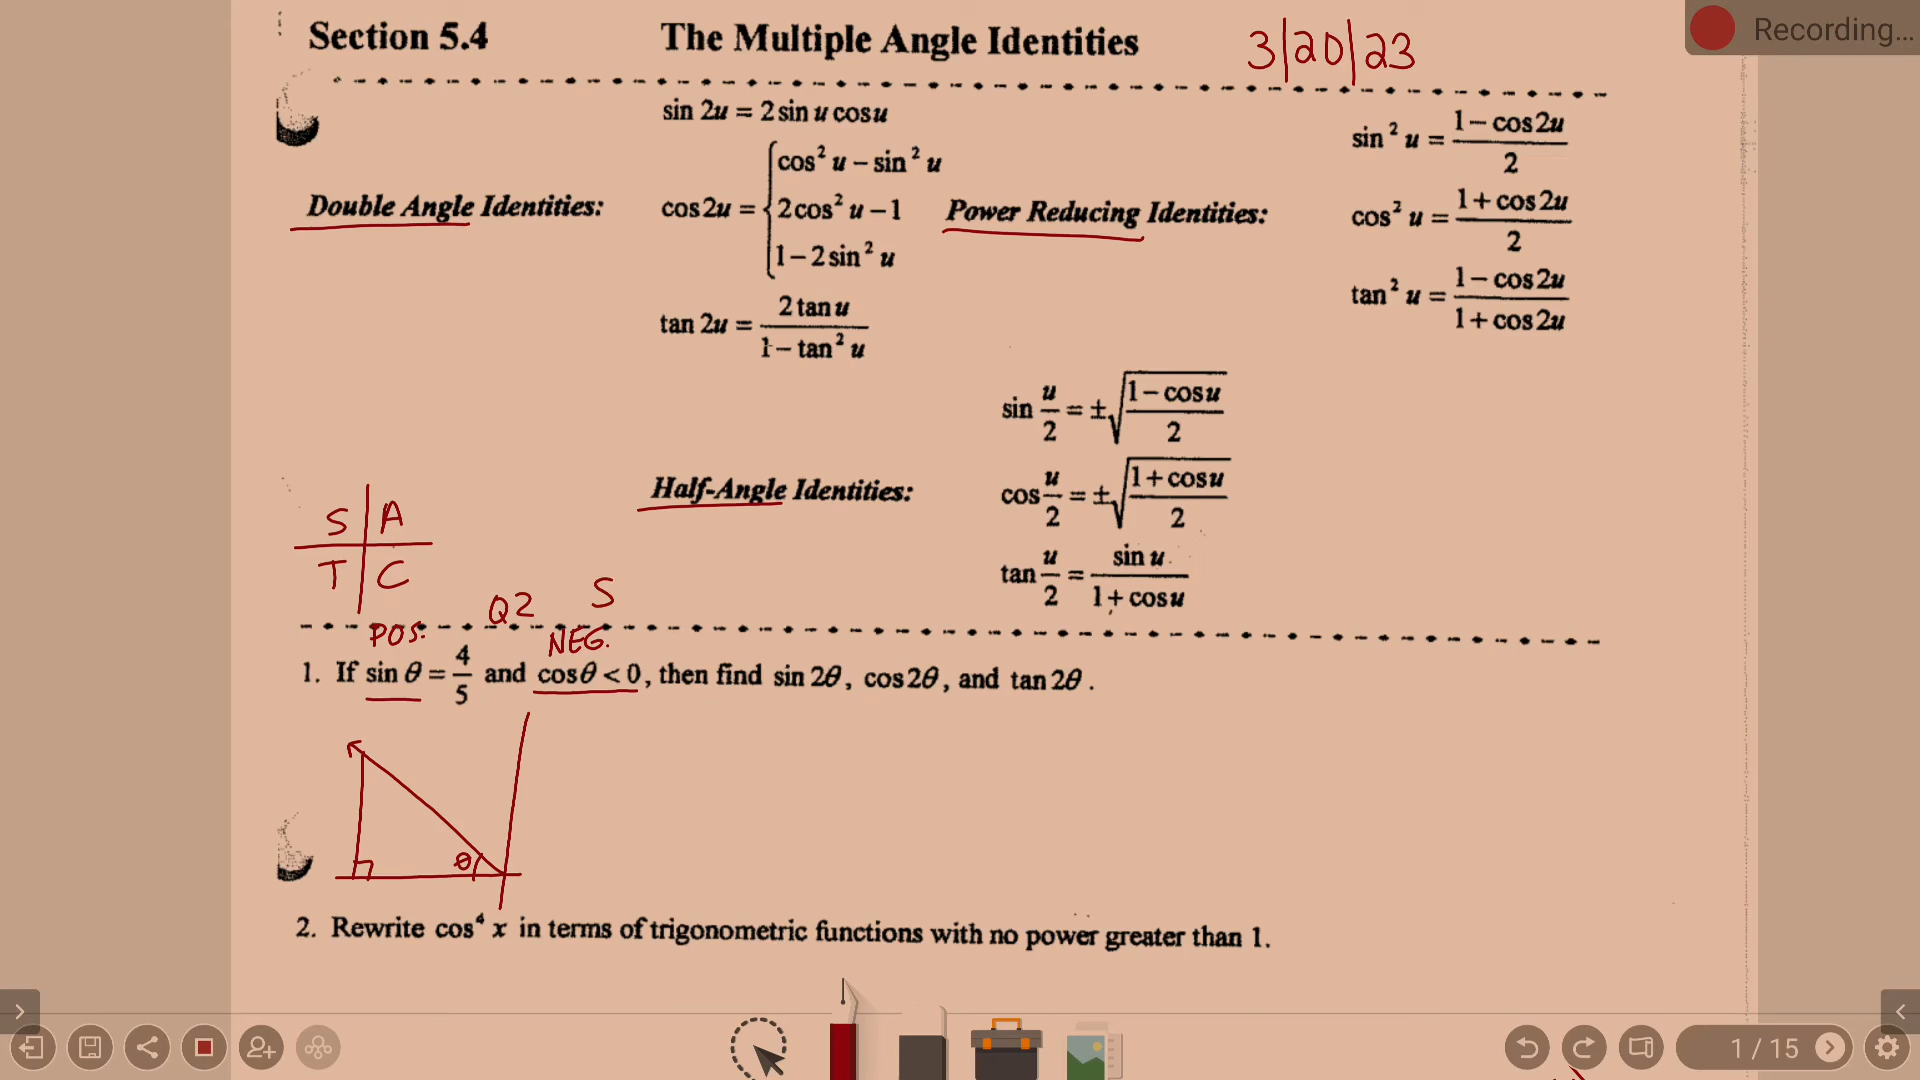 Section 5.4 The Multiple Angle Identities 3|20|23
Recording...
sin 2u = 2 sin u cos u
Double Angle Identities: cos 2u = { cos² u − sin² u
2cos² u − 1
1 − 2 sin² u
tan 2u = 2 tan u / 1 − tan² u
Power Reducing Identities: sin² u = 1 − cos 2u / 2
cos² u = 1 + cos 2u / 2
tan² u = 1 − cos 2u / 1 + cos 2u
Half-Angle Identities: sin u/2 = ±√(1 − cos u / 2)
cos u/2 = ±√(1 + cos u / 2)
tan u/2 = sin u / 1 + cos u
S A
T C
Q2 S
POS. NEG.
1. If sin θ = 4/5 and cos θ < 0, then find sin 2θ, cos 2θ, and tan 2θ.
θ
2. Rewrite cos⁴ x in terms of trigonometric functions with no power greater than 1.
1 / 15